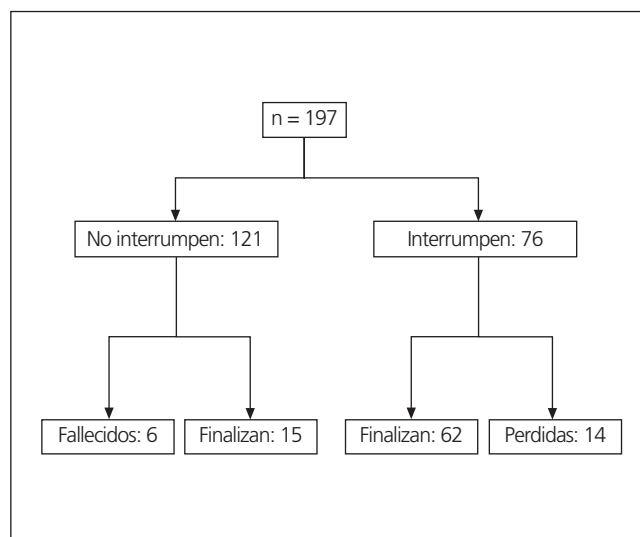 n = 197
No interrumpen: 121
Interrumpen: 76
Fallecidos: 6
Finalizan: 15
Finalizan: 62
Perdidas: 14